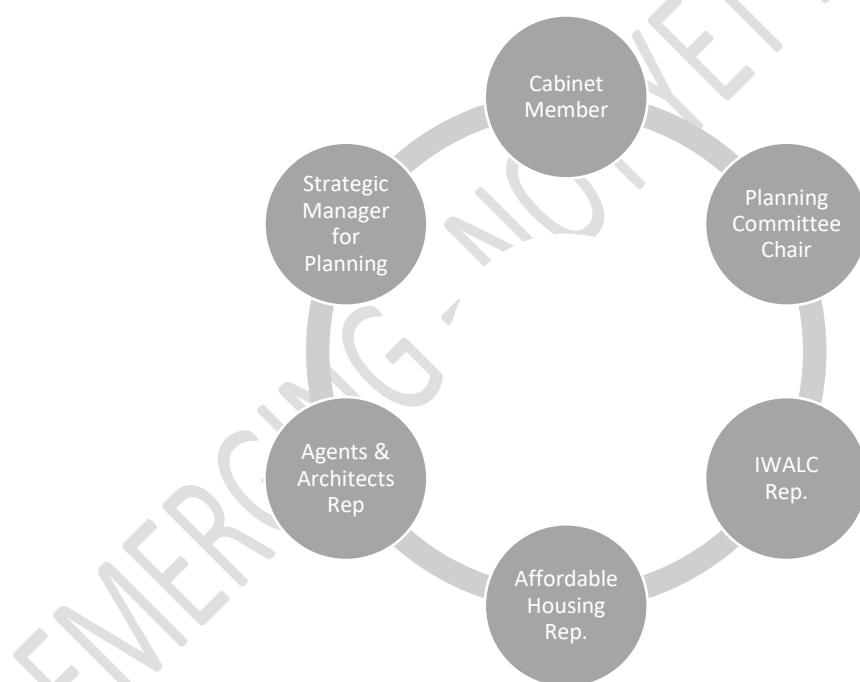 Cabinet
Member
Planning
Committee
Chair
IWALC
Rep.
Affordable
Housing
Rep.
Agents &
Architects
Rep
Strategic
Manager
for
Planning
EMERGING - NOT YET